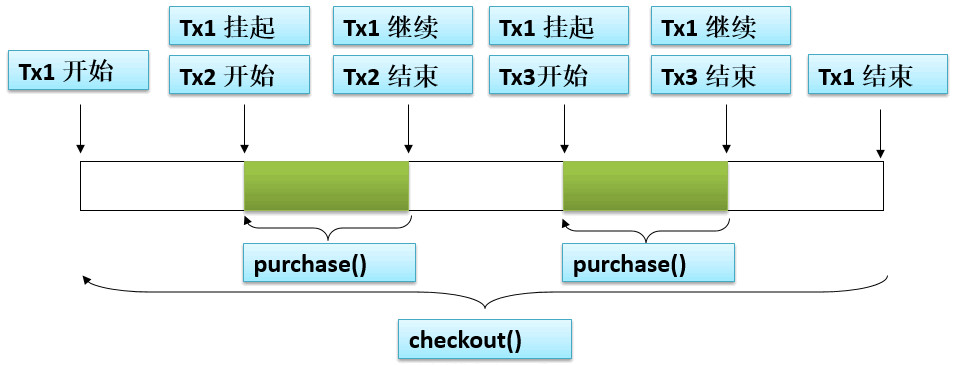 Tx1 挂起
Tx1 继续
Tx1 挂起
Tx1 继续
Tx1 开始
Tx2 开始
Tx2 结束
Tx3开始
Tx3 结束
Tx1 结束
purchase()
purchase()
checkout()